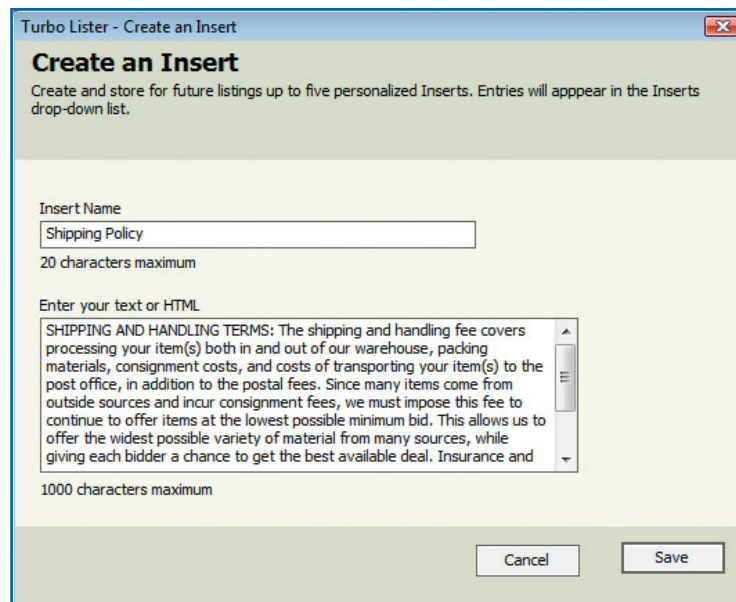 Turbo Lister - Create an Insert
Create an Insert
Create and store for future listings up to five personalized Inserts. Entries will apppear in the Inserts
drop-down list.
Insert Name
Shipping Policy
20 characters maximum
Enter your text or HTML
SHIPPING AND HANDLING TERMS: The shipping and handling fee covers
processing your item(s) both in and out of our warehouse, packing
materials, consignment costs, and costs of transporting your item(s) to the
post office, in addition to the postal fees. Since many items come from
outside sources and incur consignment fees, we must impose this fee to
continue to offer items at the lowest possible minimum bid. This allows us to
offer the widest possible variety of material from many sources, while
giving each bidder a chance to get the best available deal. Insurance and
1000 characters maximum
Cancel
Save